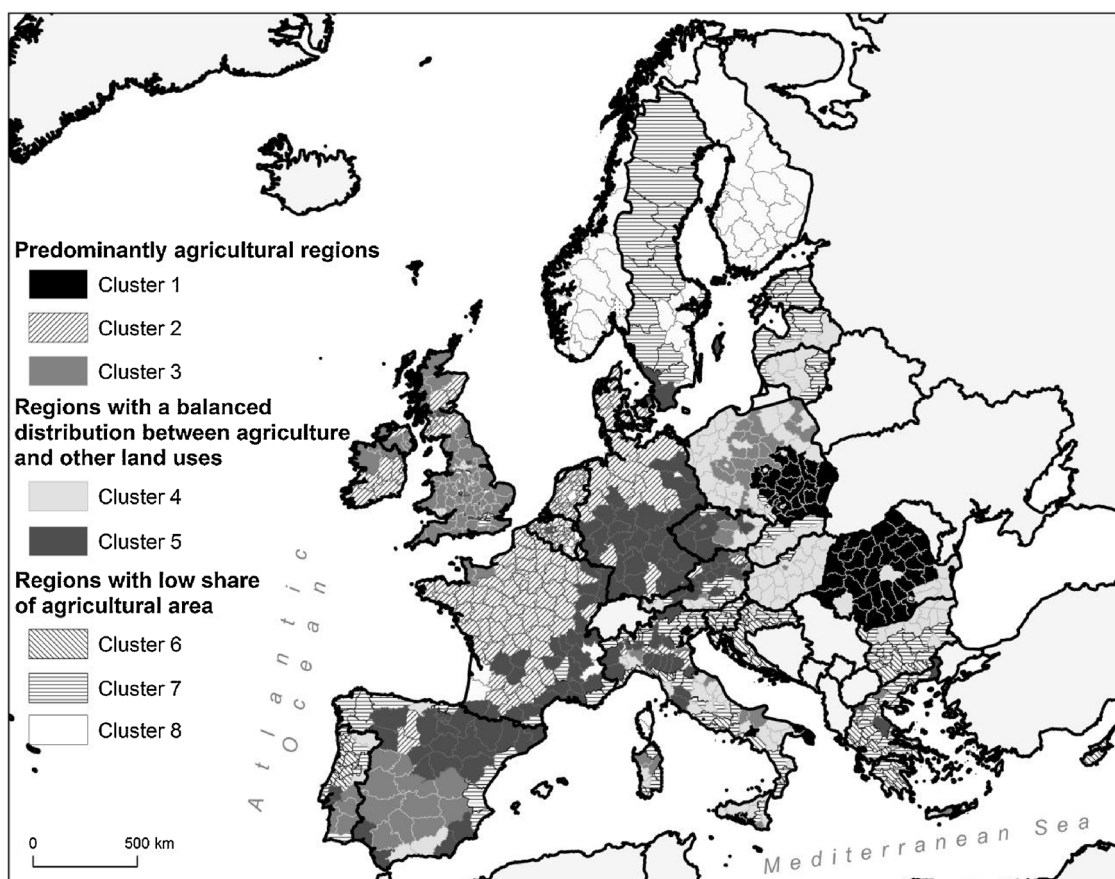 Predominantly agricultural regions
Cluster 1
Cluster 2
Cluster 3
Regions with a balanced
distribution between agriculture
and other land uses
Cluster 4
Cluster 5
Regions with low share
of agricultural area
Cluster 6
Cluster 7
Cluster 8
0 500 km
Atlantic
Ocean
Mediterranean Sea